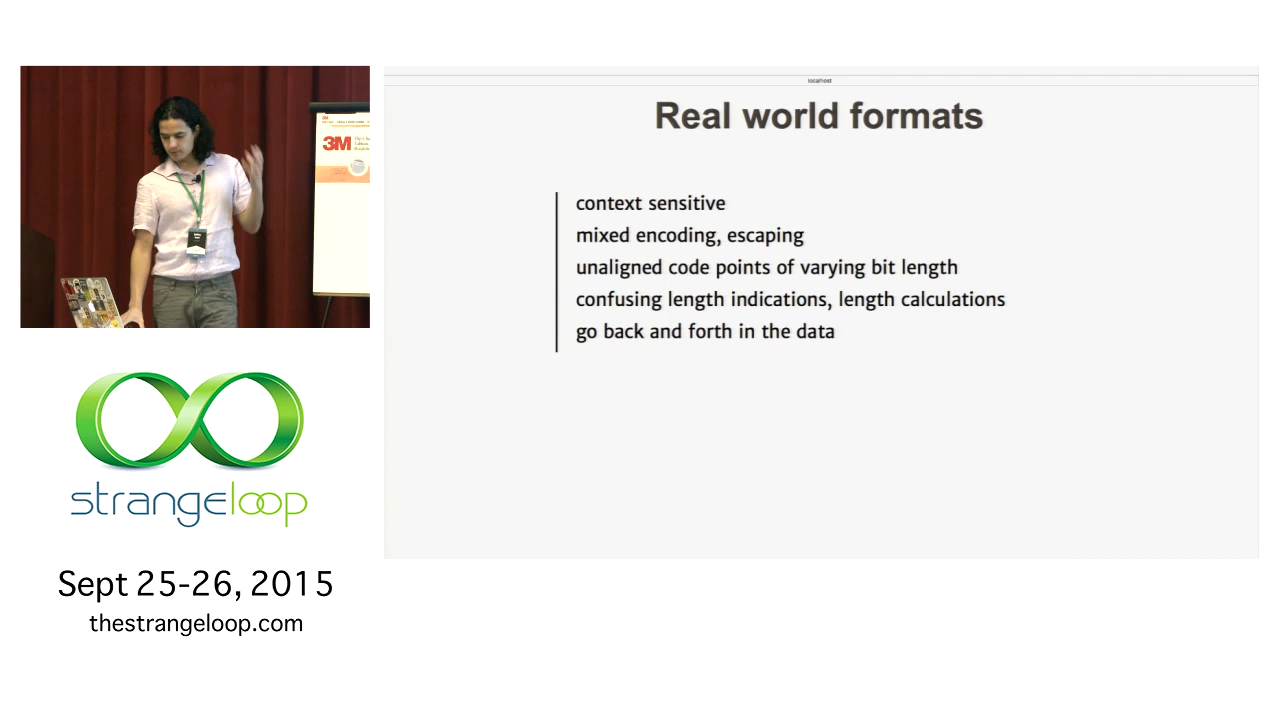 localhost
Real world formats
context sensitive
mixed encoding, escaping
unaligned code points of varying bit length
confusing length indications, length calculations
go back and forth in the data
3M
strangeloop
Sept 25-26, 2015
thestrangeloop.com